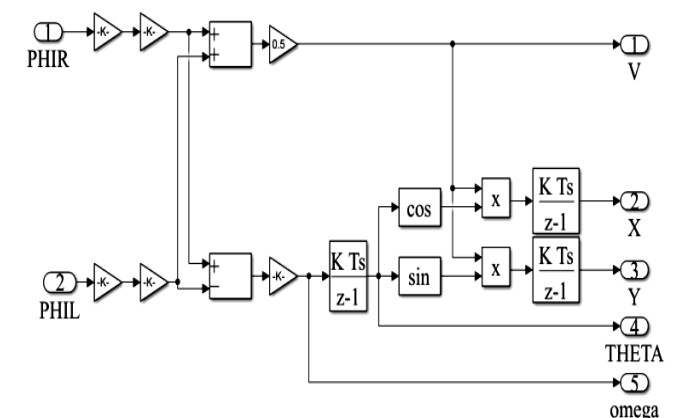 1
-K-
-K-
+
+
0.5
1
PHIR
V
cos
x
K Ts
z-1
2
X
2
-K-
-K-
+
−
-K-
K Ts
z-1
sin
x
K Ts
z-1
3
Y
PHIL
4
THETA
5
omega